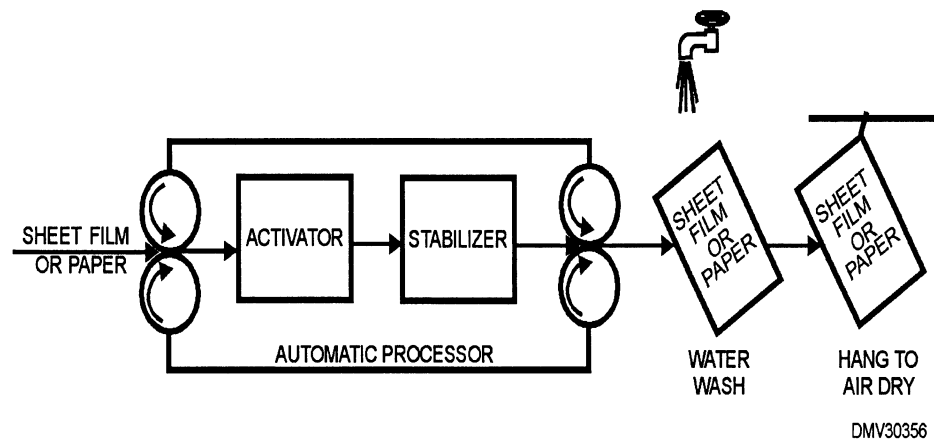 SHEET FILM
OR PAPER
ACTIVATOR
STABILIZER
AUTOMATIC PROCESSOR
SHEET
FILM
OR
PAPER
WATER
WASH
SHEET
FILM
OR
PAPER
HANG TO
AIR DRY
DMV30356